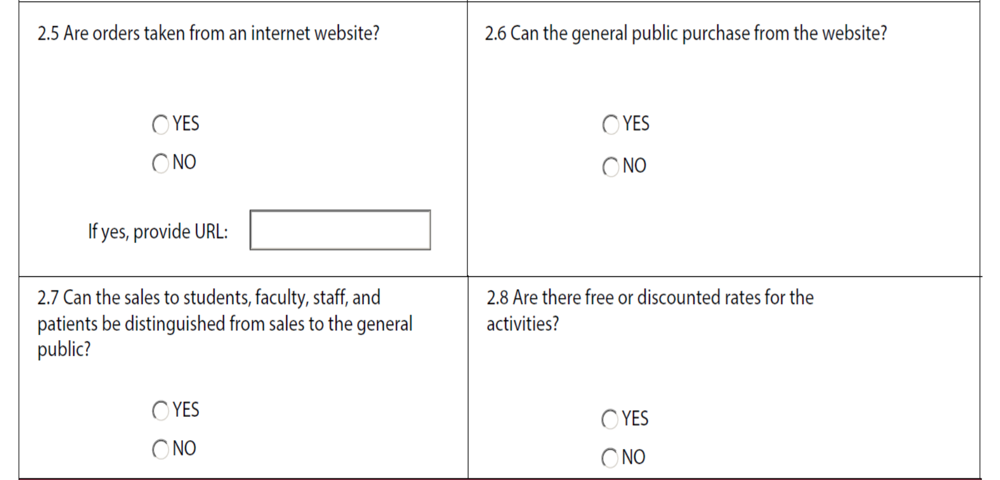 2.5 Are orders taken from an internet website?
YES
NO
If yes, provide URL:
2.6 Can the general public purchase from the website?
YES
NO
2.7 Can the sales to students, faculty, staff, and
patients be distinguished from sales to the general
public?
YES
NO
2.8 Are there free or discounted rates for the
activities?
YES
NO